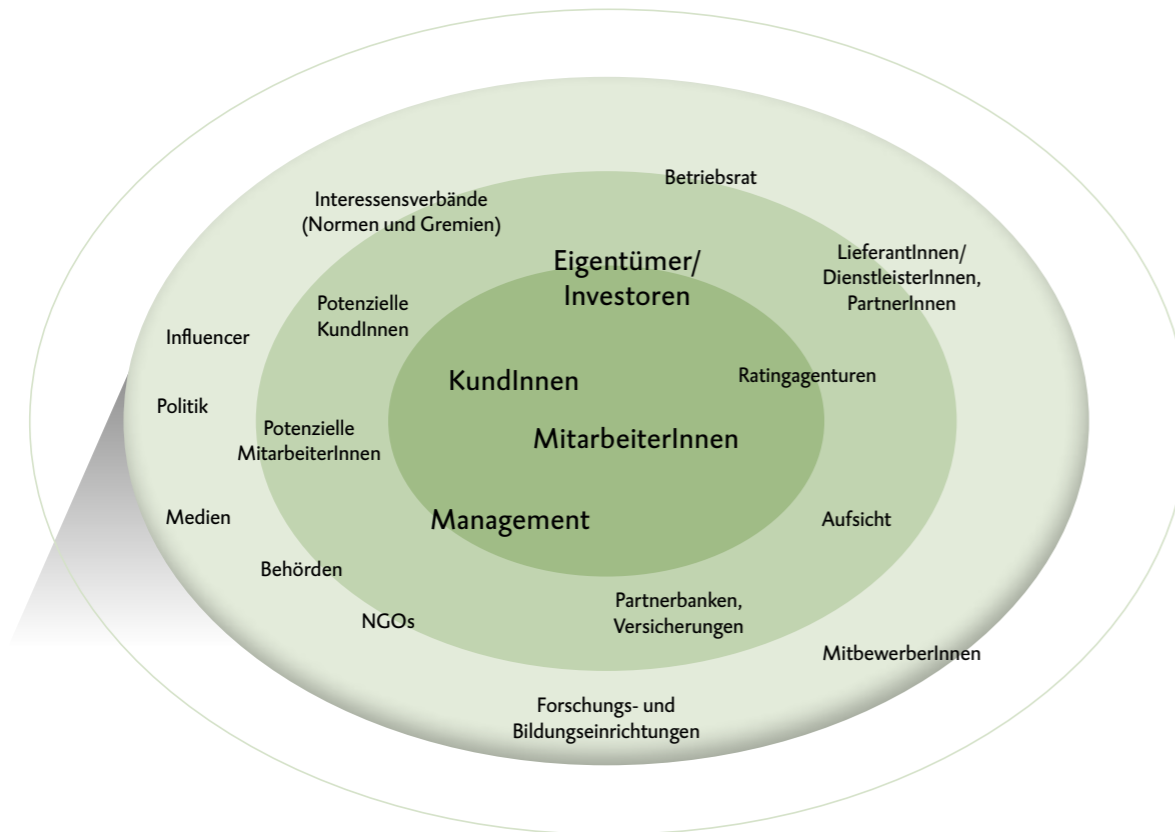 Betriebsrat
Interessensverbände
(Normen und Gremien)
Eigentümer/
Investoren
LieferantInnen/
DienstleisterInnen,
PartnerInnen
Potenzielle
KundInnen
Influencer
KundInnen
Ratingagenturen
Politik
Potenzielle
MitarbeiterInnen
MitarbeiterInnen
Medien
Management
Aufsicht
Behörden
NGOs
Partnerbanken,
Versicherungen
MitbewerberInnen
Forschungs- und
Bildungseinrichtungen